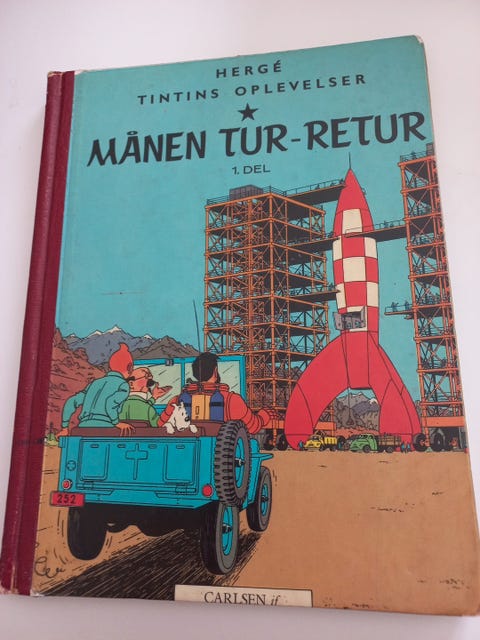 HERGÉ
TINTINS OPLEVELSER
MÅNEN TUR-RETUR
1. DEL
252
CARLSEN if